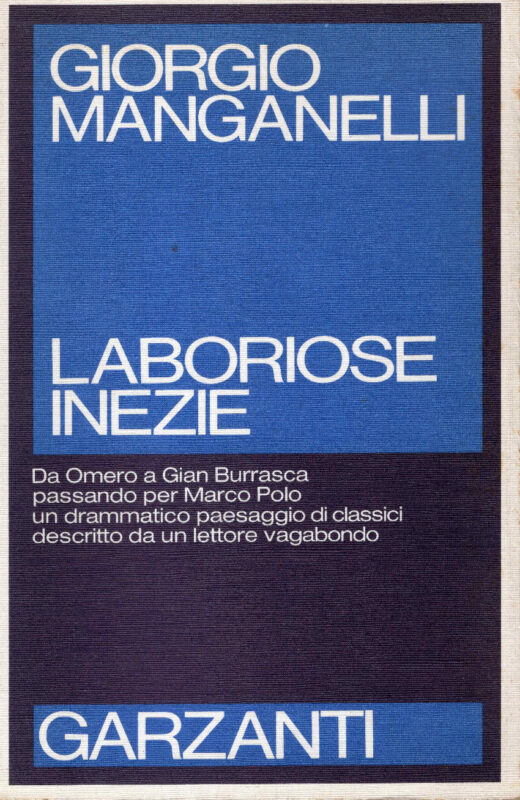 GIORGIO
MANGANELLI
LABORIOSE
INEZIE
Da Omero a Gian Burrasca
passando per Marco Polo
un drammatico paesaggio di classici
descritto da un lettore vagabondo
GARZANTI